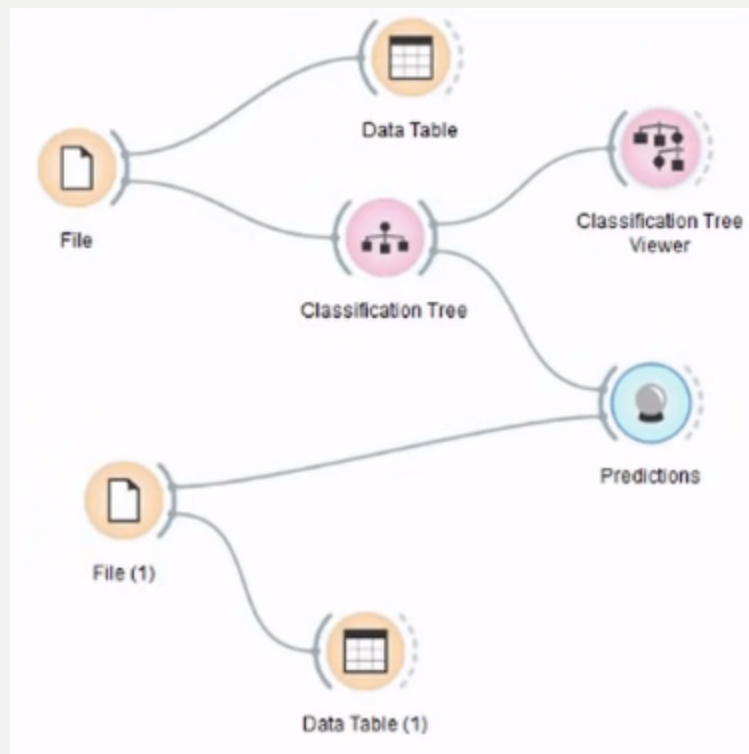 Data Table
File
Classification Tree
Viewer
Classification Tree
Predictions
File (1)
Data Table (1)